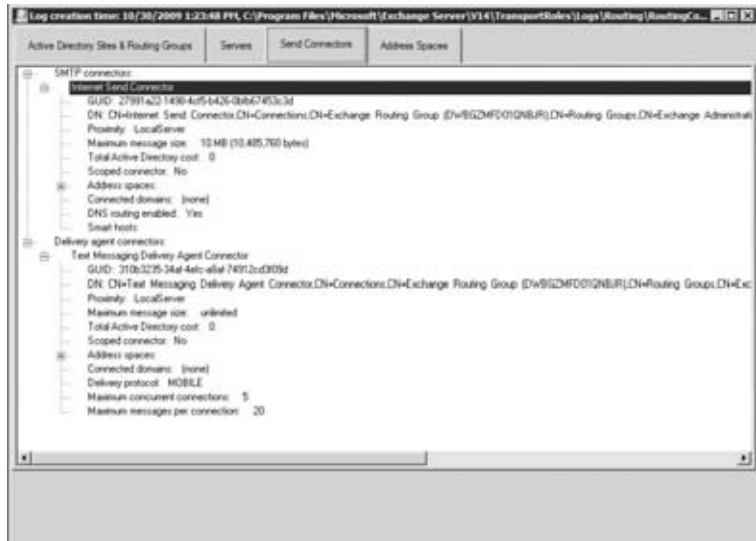 Log creation time: 10/30/2009 1:23:48 PM, C:\Program Files\Microsoft\Exchange Server\V14\TransportRoles\Logs\Routing\RoutingCo...
Active Directory Sites & Routing Groups Servers Send Connectors Address Spaces
SMTP connectors:
Internet Send Connector
GUID:
DN: CN=Internet Send Connector,CN=Connections,CN=Exchange Routing Group (DWBGZMFD01QNBJR),CN=Routing Groups,CN=Exchange Administrati
Proximity: LocalServer
Maximum message size: 10 MB (10,485,760 bytes)
Total Active Directory cost: 0
Scoped connector: No
Address spaces:
Connected domains: (none)
DNS routing enabled: Yes
Smart hosts:
Delivery agent connectors:
Text Messaging Delivery Agent Connector
GUID:
DN: CN=Text Messaging Delivery Agent Connector,CN=Connections,CN=Exchange Routing Group (DWBGZMFD01QNBJR),CN=Routing Groups,CN=Exc
Proximity: LocalServer
Maximum message size: unlimited
Total Active Directory cost: 0
Scoped connector: No
Address spaces:
Connected domains: (none)
Delivery protocol: MOBILE
Maximum concurrent connections: 5
Maximum messages per connection: 20